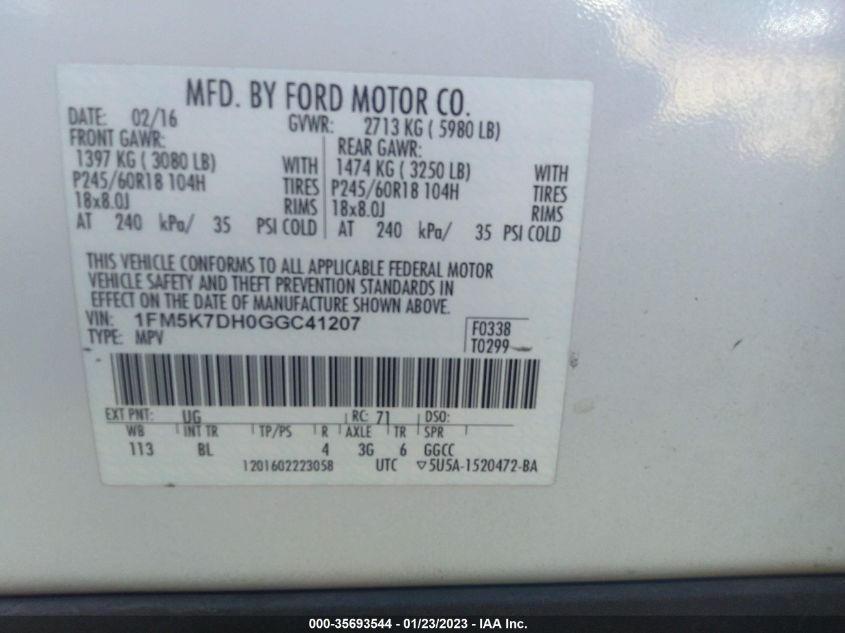 MFD. BY FORD MOTOR CO.
DATE: 02/16 GVWR: 2713 KG ( 5980 LB)
FRONT GAWR: REAR GAWR:
1397 KG ( 3080 LB) WITH 1474 KG ( 3250 LB) WITH
P245/60R18 104H TIRES P245/60R18 104H TIRES
18x8.0J RIMS 18x8.0J RIMS
AT 240 kPa/ 35 PSI COLD AT 240 kPa/ 35 PSI COLD
THIS VEHICLE CONFORMS TO ALL APPLICABLE FEDERAL MOTOR
VEHICLE SAFETY AND THEFT PREVENTION STANDARDS IN
EFFECT ON THE DATE OF MANUFACTURE SHOWN ABOVE.
VIN: 1FM5K7DH0GGC41207 F0338
TYPE: MPV T0299
EXT PNT: UG RC: 71 DSO:
WB INT TR TP/PS R AXLE TR SPR
113 BL 4 3G 6 GGCC
1201602223058 UTC ▽5U5A-1520472-BA
000-35693544 - 01/23/2023 - IAA Inc.